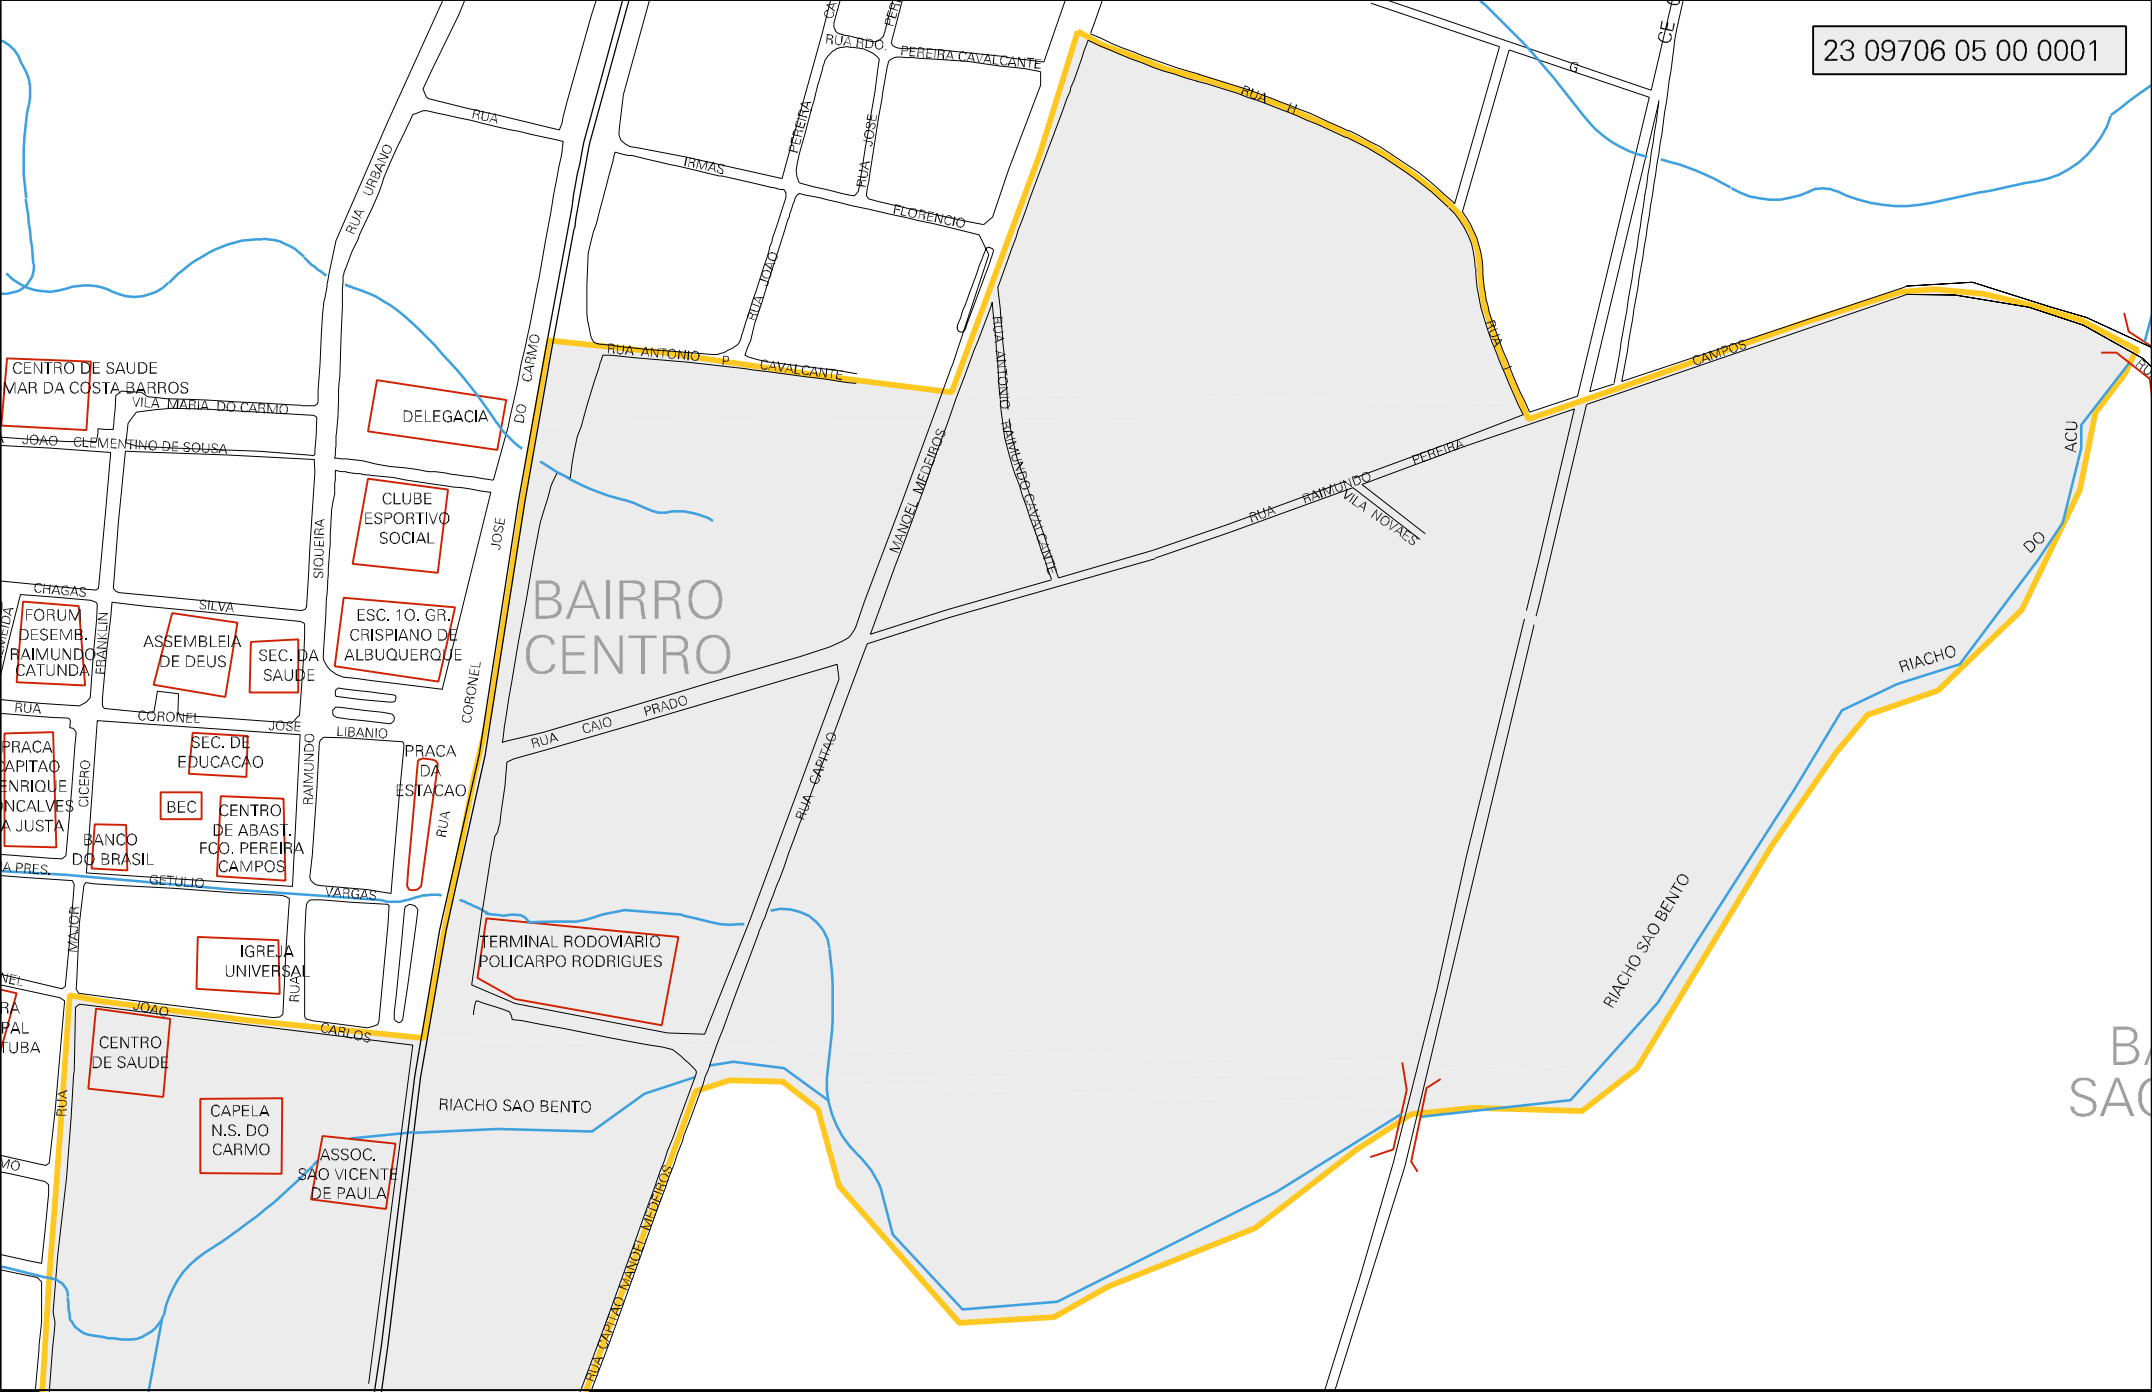 23 09706 05 00 0001
CE
G
RUA RDO.
PEREIRA CAVALCANTE
RUA H
RUA
RUA URBANO
IRMAS
PEREIRA
RUA JOSE
FLORENCIO
RUA JOAO
RUA I
RUA ANTONIO P CAVALCANTE
RUA ANTONIO RAIMUNDO CAVALCANTE
CAMPOS
CENTRO DE SAUDE
MAR DA COSTA BARROS
VILA MARIA DO CARMO
JOAO CLEMENTINO DE SOUSA
DELEGACIA
CARMO
DO
JOSE
CORONEL
RUA
CLUBE
ESPORTIVO
SOCIAL
SIQUEIRA
MANOEL MEDEIROS
RUA RAIMUNDO PEREIRA
VILA NOVAES
ACU
DO
RIACHO
CHAGAS
SILVA
FORUM
DESEMB.
RAIMUNDO
CATUNDA
FRANKLIN
ASSEMBLEIA
DE DEUS
SEC. DA
SAUDE
ESC. 1O. GR.
CRISPIANO DE
ALBUQUERQUE
BAIRRO
CENTRO
RUA
CORONEL JOSE LIBANIO
RUA CAIO PRADO
PRACA
APITAO
ENRIQUE
ONCALVES
A JUSTA
CICERO
SEC. DE
EDUCACAO
RAIMUNDO
PRACA
DA
ESTACAO
BEC
BANCO
DO BRASIL
CENTRO
DE ABAST.
FCO. PEREIRA
CAMPOS
RUA CAPITAO
A PRES.
GETULIO
VARGAS
MAJOR
IGREJA
UNIVERSAL
RUA
TERMINAL RODOVIARIO
POLICARPO RODRIGUES
RIACHO SAO BENTO
NEL
RA
PAL
TUBA
JOAO
CARLOS
CENTRO
DE SAUDE
RUA
CAPELA
N.S. DO
CARMO
RIACHO SAO BENTO
ASSOC.
SAO VICENTE
DE PAULA
MO
RUA CAPITAO MANOEL MEDEIROS
BA
SAO